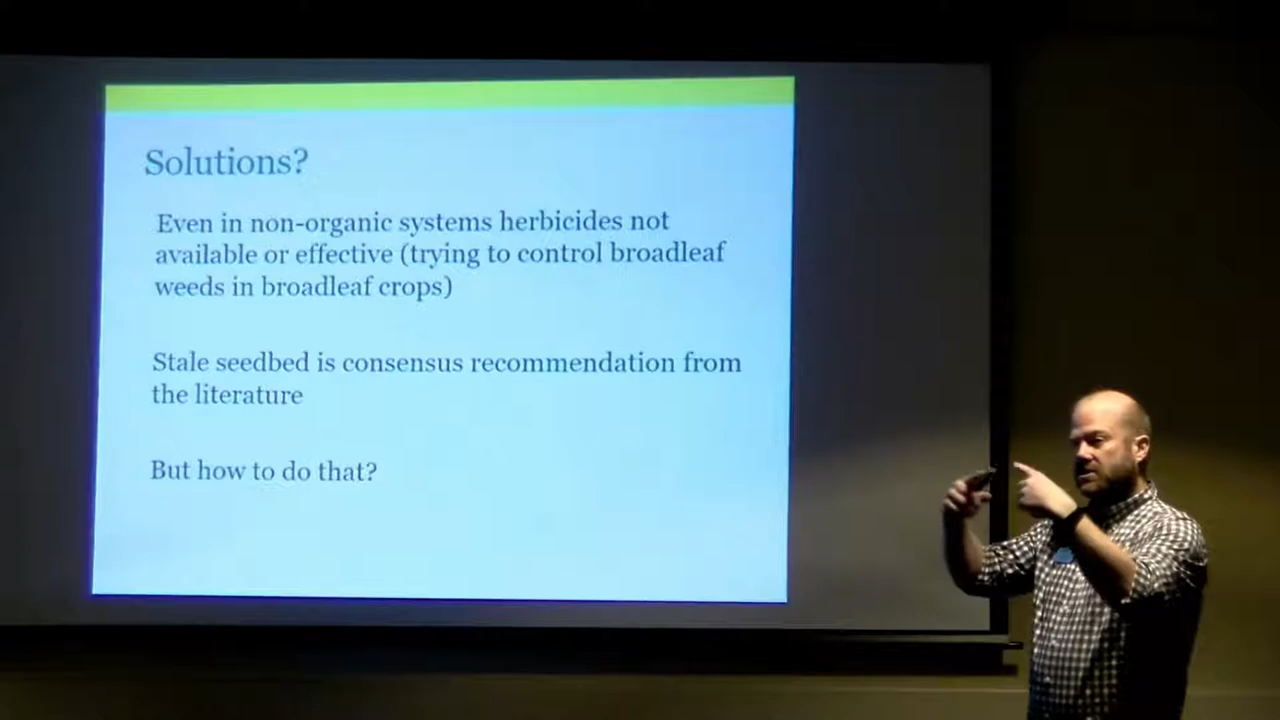 Solutions?
Even in non-organic systems herbicides not
available or effective (trying to control broadleaf
weeds in broadleaf crops)
Stale seedbed is consensus recommendation from
the literature
But how to do that?